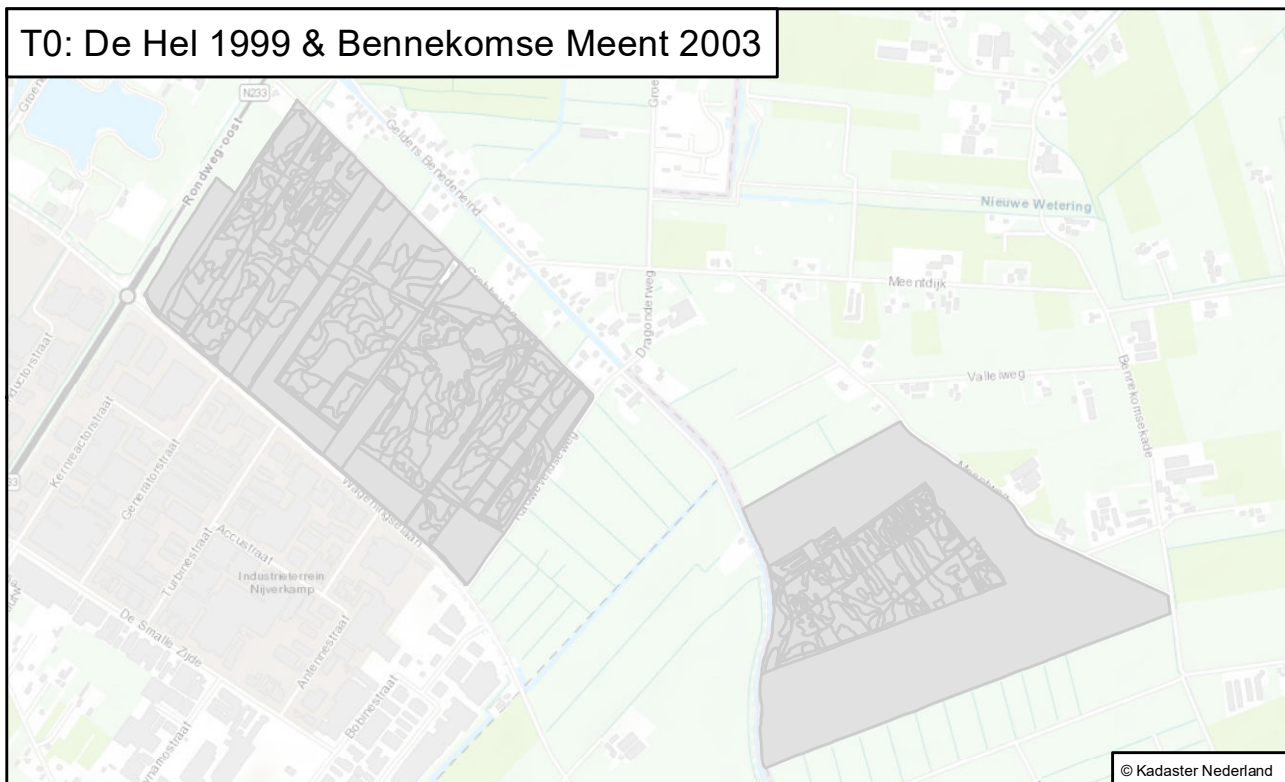 T0: De Hel 1999 & Bennekomse Meent 2003
Groen
N233
Rondweg-oost
Gelders Benedeneind
Groe
Nieuwe Wetering
Meentdijk
Dragonderweg
Valleiweg
Bennekomsekade
Kernreactorstraat
Generatorstraat
Turbinestraat
Accustraat
Wageningselaan
Industrieterrein
Nijverkamp
De Smalle Zijde
Antennestraat
Bobinestraat
© Kadaster Nederland